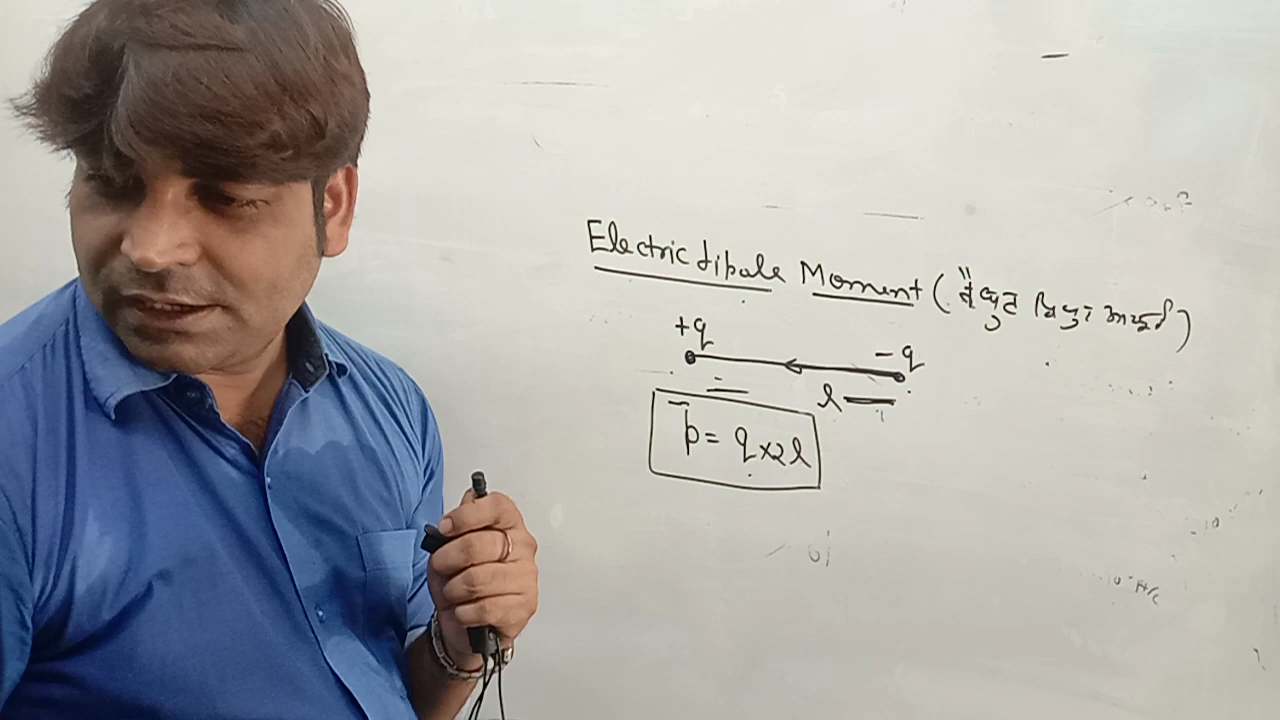 Electric dipole Moment ("वैद्युत द्विध्रुव आघूर्ण)
+q -q
l
p̄ = q×2l